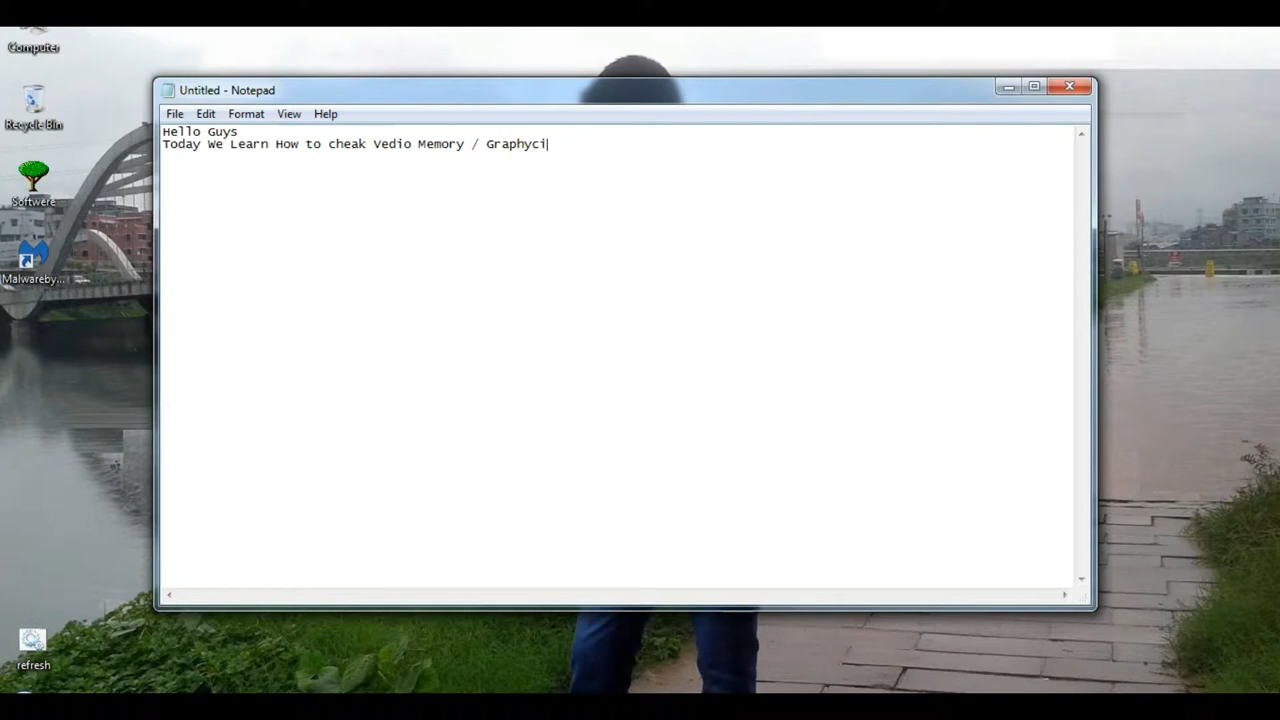 Computer
Recycle Bin
Softwere
Malwareby...
refresh
Untitled - Notepad
File Edit Format View Help
Hello Guys
Today We Learn How to cheak Vedio Memory / Graphyci